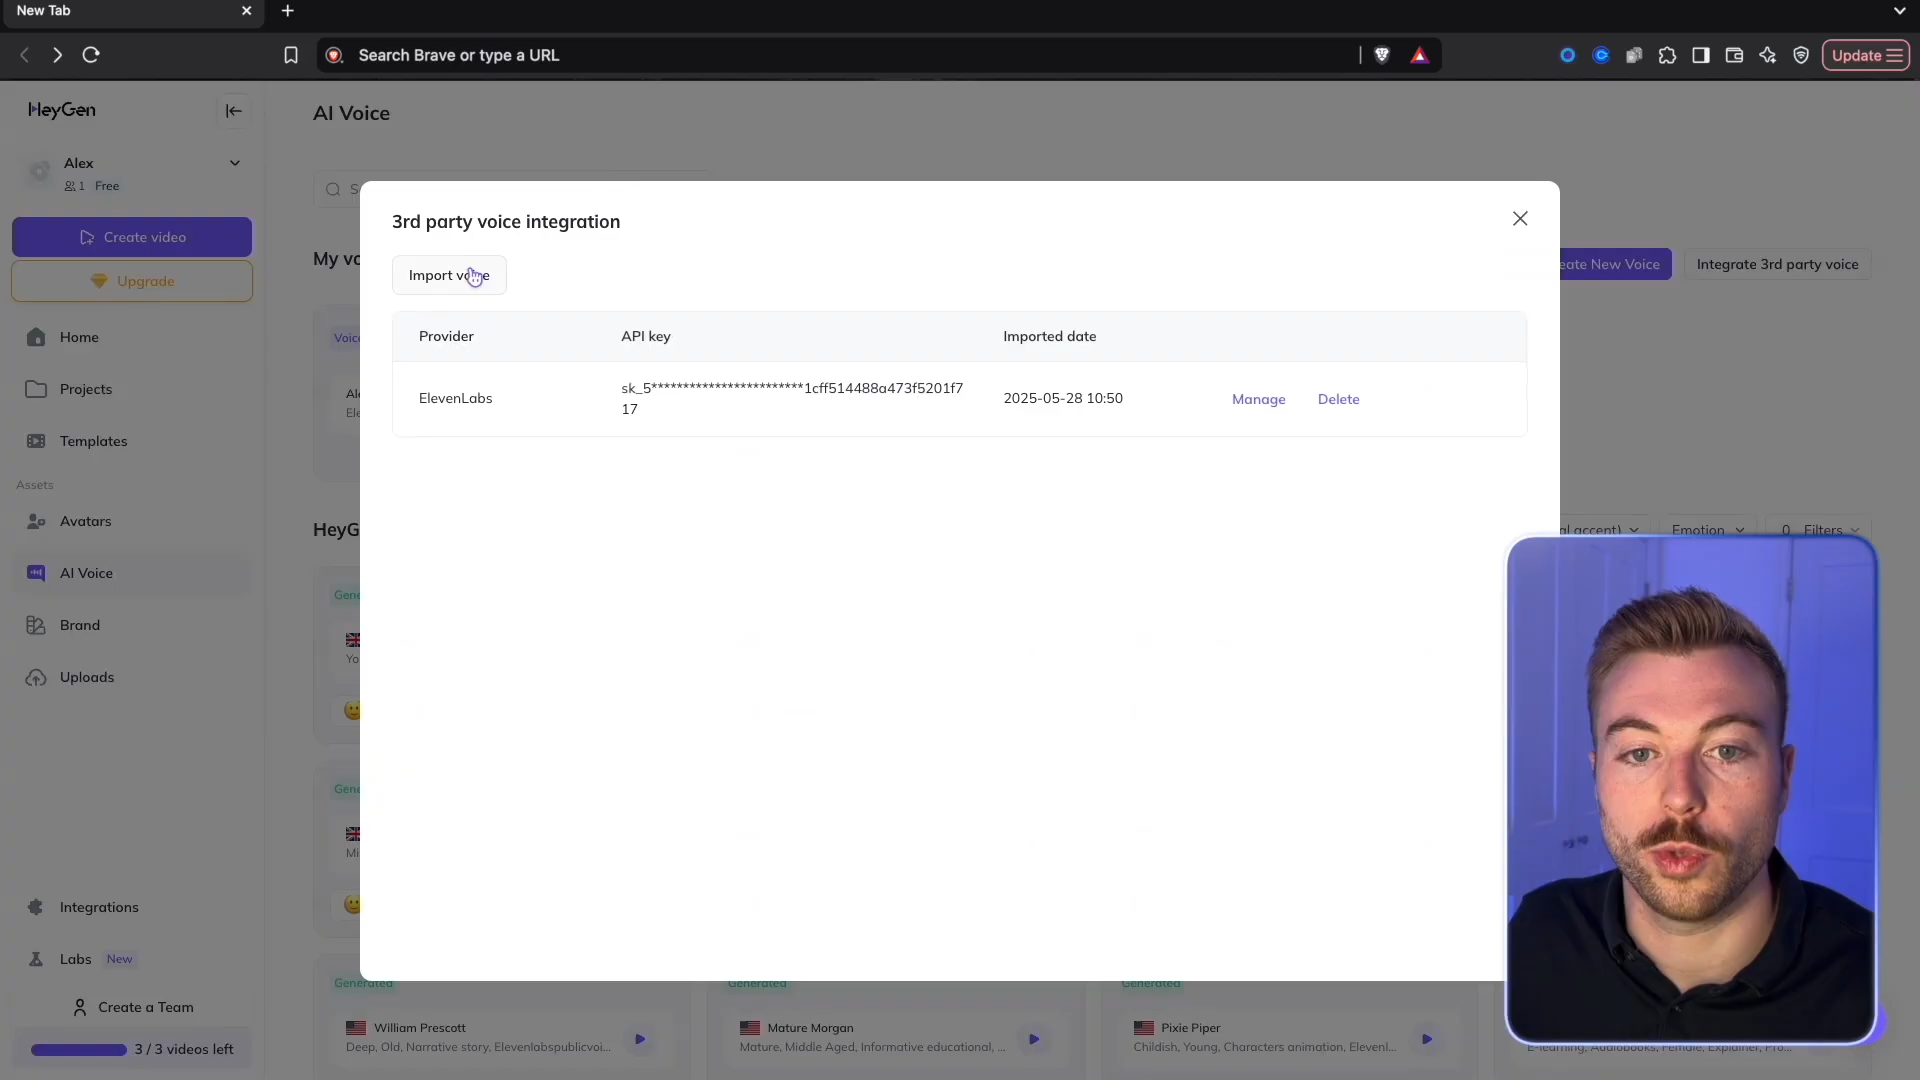 New Tab
Search Brave or type a URL
Update
HeyGen
AI Voice
Alex
1 Free
Create video
Upgrade
Home
Projects
Templates
Assets
Avatars
AI Voice
Brand
Uploads
Integrations
Labs New
Create a Team
3 / 3 videos left
My vo
eate New Voice
Integrate 3rd party voice
3rd party voice integration
Import
Provider API key Imported date
ElevenLabs sk_5************************1cff514488a473f5201f7
17
2025-05-28 10:50 Manage Delete
Voice
Ale
Ele
HeyG
al accent) Emotion 0 Filters
Gene
Yo
Gene
Mi
Generated
William Prescott
Deep, Old, Narrative story, Elevenlabspublicvoi...
Generated
Mature Morgan
Mature, Middle Aged, Informative educational, ...
Generated
Pixie Piper
Childish, Young, Characters animation, Elevenl...
E-learning, Audiobooks, Female, Explainer, Pro...